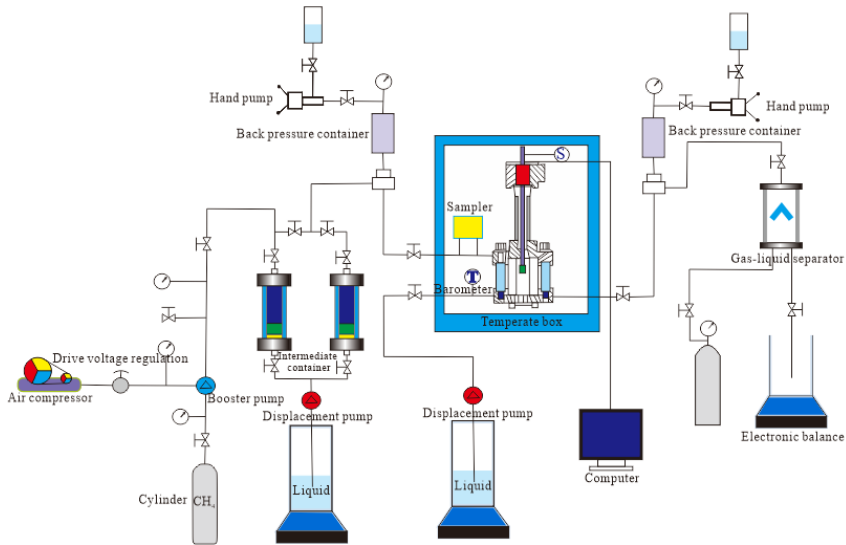 Hand pump
Hand pump
Back pressure container
Back pressure container
S
Sampler
Gas-liquid separator
T
Barometer
Temperate box
Drive voltage regulation
Intermediate
container
Air compressor
Booster pump
Displacement pump
Displacement pump
Electronic balance
Computer
Liquid
Liquid
Cylinder
CH₄